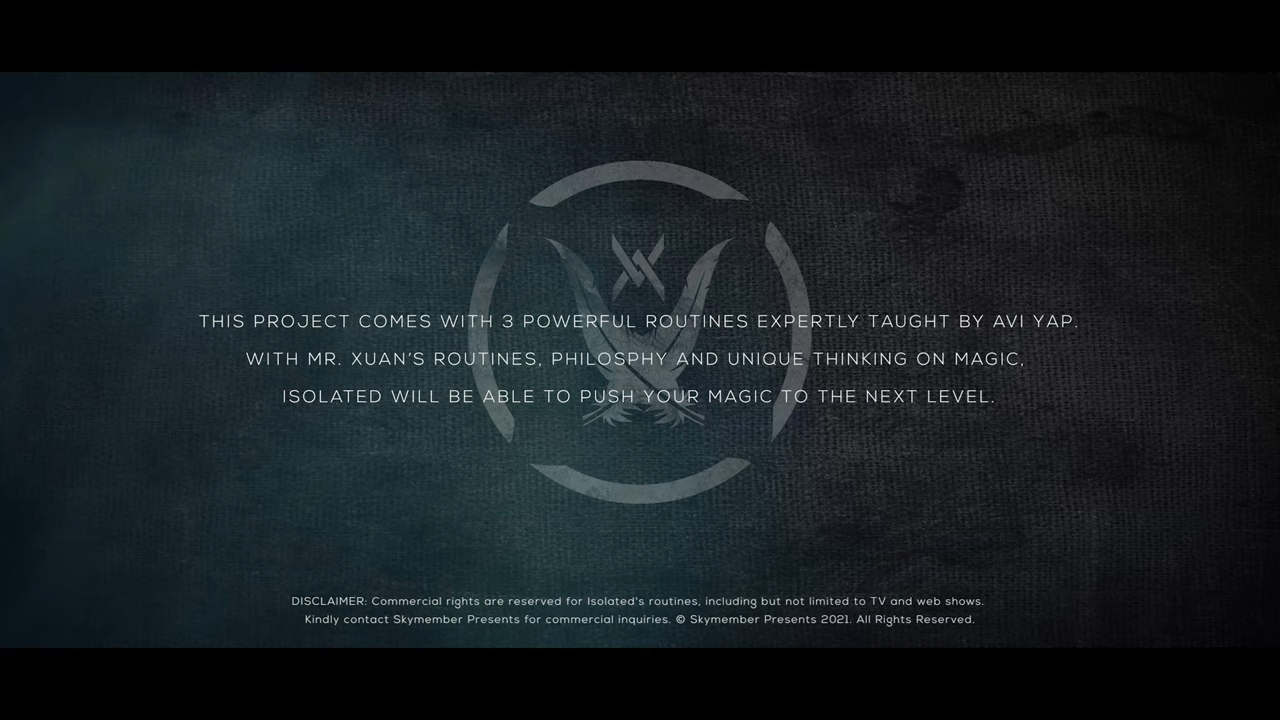 THIS PROJECT COMES WITH 3 POWERFUL ROUTINES EXPERTLY TAUGHT BY AVI YAP.
WITH MR. XUAN'S ROUTINES, PHILOSPHY AND UNIQUE THINKING ON MAGIC,
ISOLATED WILL BE ABLE TO PUSH YOUR MAGIC TO THE NEXT LEVEL.
DISCLAIMER: Commercial rights are reserved for Isolated's routines, including but not limited to TV and web shows.
Kindly contact Skymember Presents for commercial inquiries. © Skymember Presents 2021. All Rights Reserved.